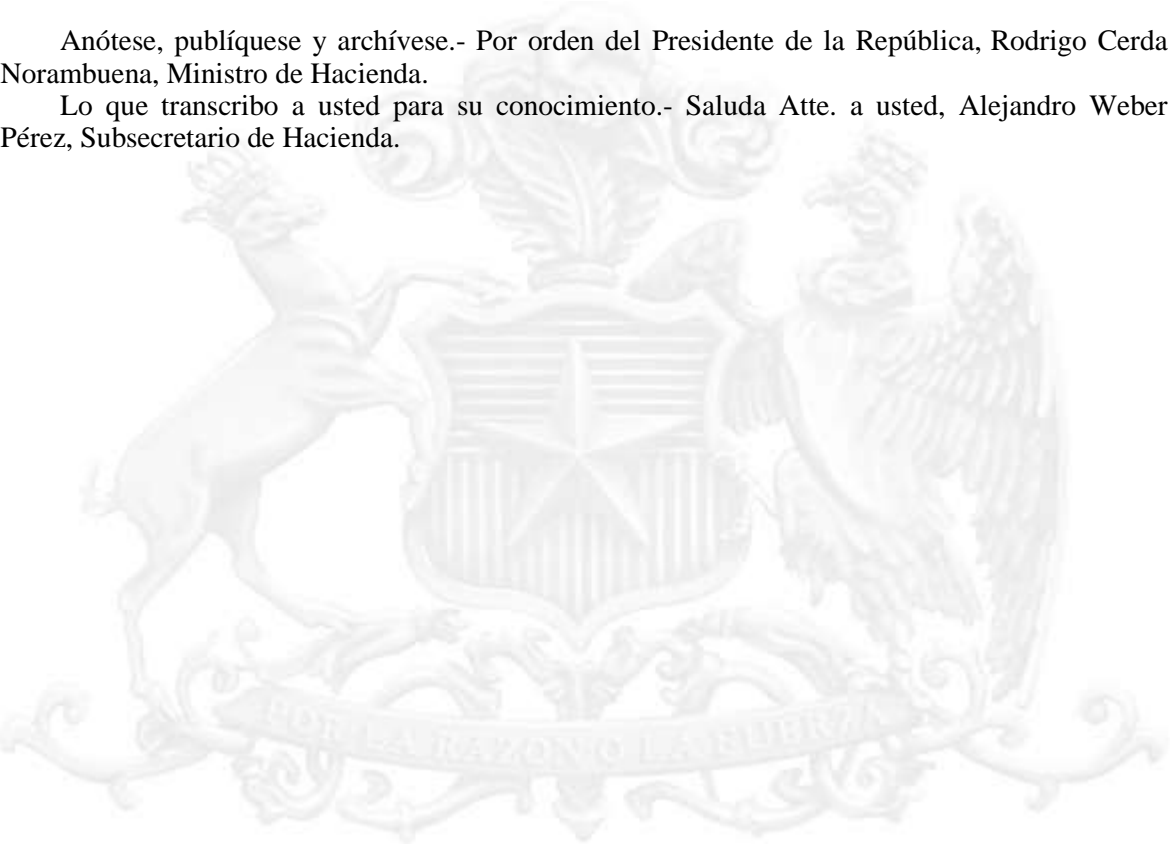 Anótese, publíquese y archívese.- Por orden del Presidente de la República, Rodrigo Cerda
Norambuena, Ministro de Hacienda.
Lo que transcribo a usted para su conocimiento.- Saluda Atte. a usted, Alejandro Weber
Pérez, Subsecretario de Hacienda.
POR LA RAZON O LA FUERZA